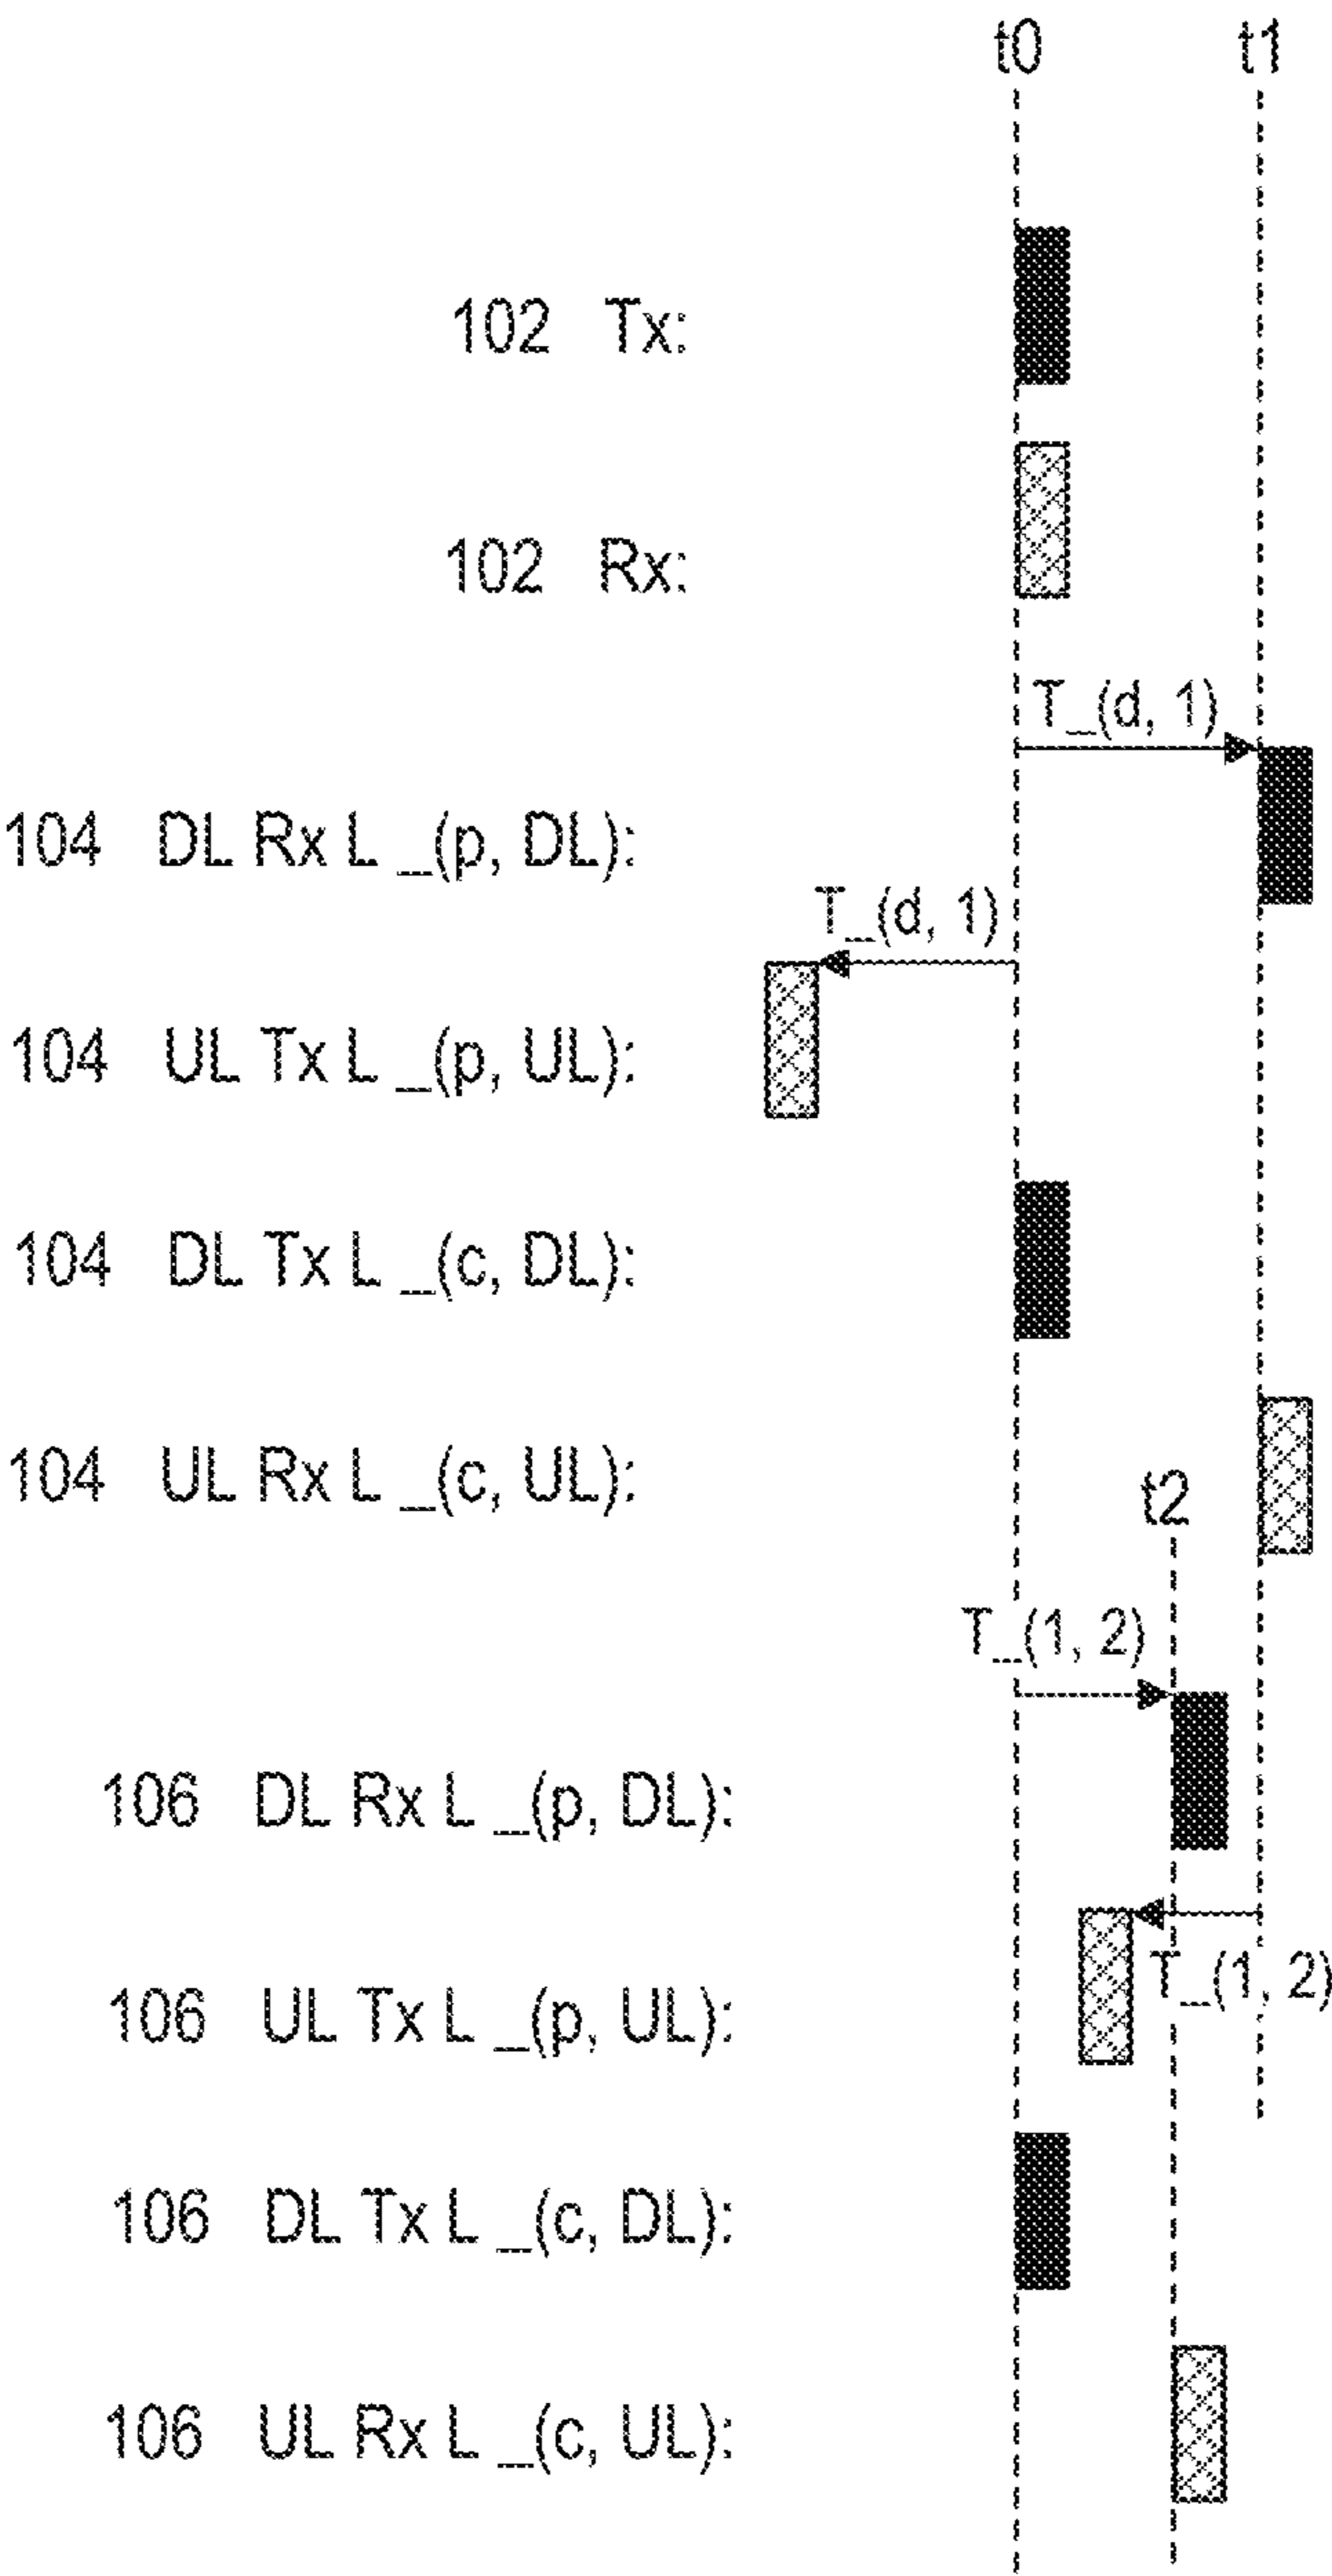 t0 t1
102 Tx:
102 Rx:
T_(d, 1)
104 DL Rx L _(p, DL):
T_(d, 1)
104 UL Tx L _(p, UL):
104 DL Tx L _(c, DL):
104 UL Rx L _(c, UL):
t2
T_(1, 2)
106 DL Rx L _(p, DL):
T_(1, 2)
106 UL Tx L _(p, UL):
106 DL Tx L _(c, DL):
106 UL Rx L _(c, UL):